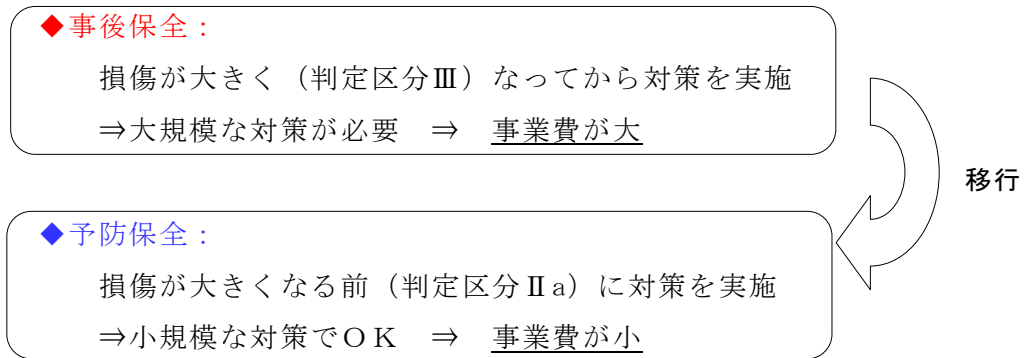 ◆事後保全：
損傷が大きく（判定区分Ⅲ）なってから対策を実施
⇒大規模な対策が必要　⇒　事業費が大
移行
◆予防保全：
損傷が大きくなる前（判定区分Ⅱa）に対策を実施
⇒小規模な対策でＯＫ　⇒　事業費が小